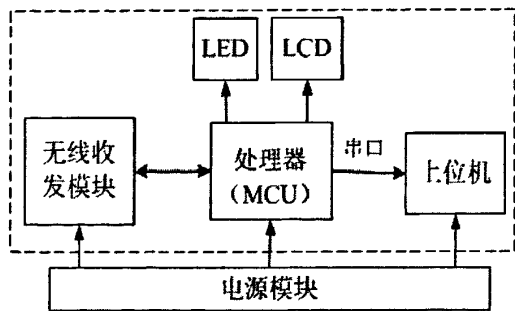 LED
LCD
无线收
发模块
处理器
(MCU)
串口
上位机
电源模块